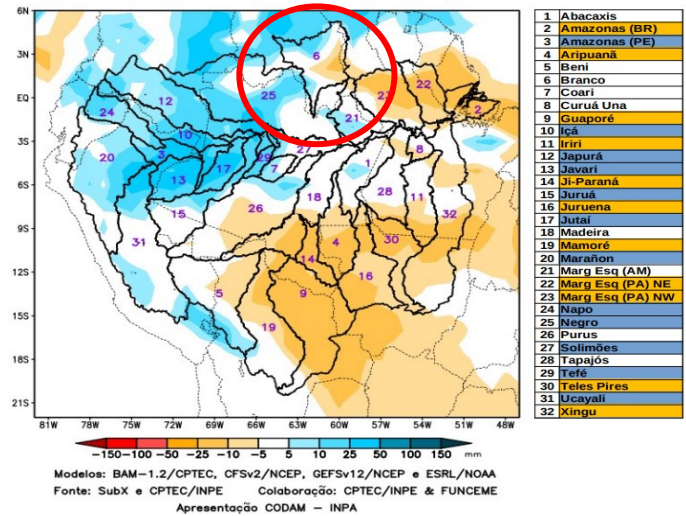 6N
3N
EQ
3S
6S
9S
12S
15S
18S
21S
81W 78W 75W 72W 69W 66W 63W 60W 57W 54W 51W 48W
6
25
12
24
22
23
2
21
10
27
20
3
13
17
29
7
1
8
28
11
18
15
26
32
31
4
30
14
16
5
9
19
-150 -100 -50 -25 -10 -5 5 10 25 50 100 150 mm
Modelos: BAM-1.2/CPTEC, CFSv2/NCEP, GEFSv12/NCEP e ESRL/NOAA
Fonte: SubX e CPTEC/INPE Colaboração: CPTEC/INPE & FUNCEME
Apresentação CODAM - INPA
1 Abacaxis
2 Amazonas (BR)
3 Amazonas (PE)
4 Aripuanã
5 Beni
6 Branco
7 Coari
8 Curuá Una
9 Guaporé
10 Içá
11 Iriri
12 Japurá
13 Javari
14 Ji-Paraná
15 Juruá
16 Juruena
17 Jutaí
18 Madeira
19 Mamoré
20 Marañon
21 Marg Esq (AM)
22 Marg Esq (PA) NE
23 Marg Esq (PA) NW
24 Napo
25 Negro
26 Purus
27 Solimões
28 Tapajós
29 Tefé
30 Teles Pires
31 Ucayali
32 Xingu